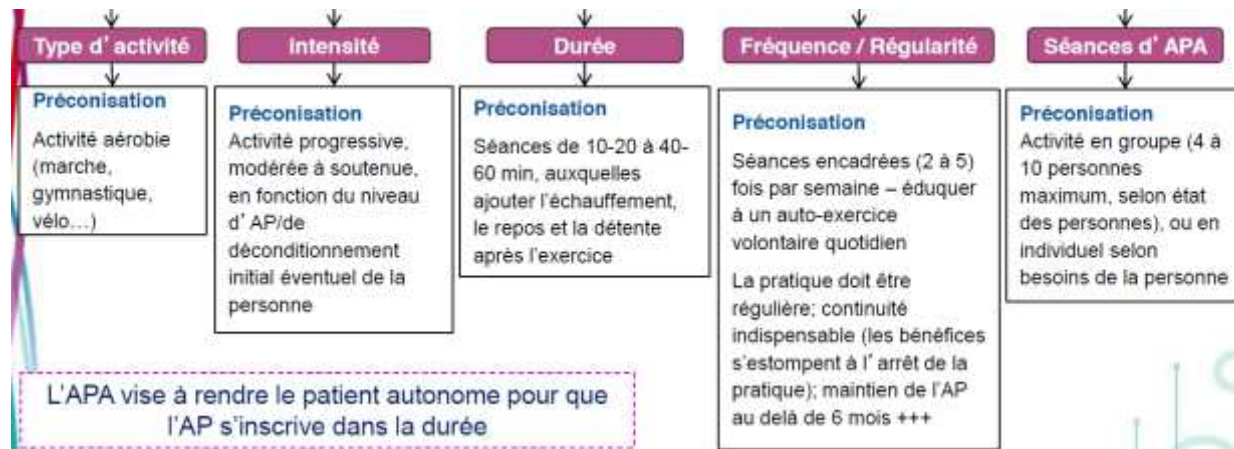 Type d'activité
Préconisation
Activité aérobie
(marche,
gymnastique,
vélo…)
Intensité
Préconisation
Activité progressive,
modérée à soutenue,
en fonction du niveau
d'AP/de
déconditionnement
initial éventuel de la
personne
Durée
Préconisation
Séances de 10-20 à 40-
60 min, auxquelles
ajouter l'échauffement,
le repos et la détente
après l'exercice
Fréquence / Régularité
Préconisation
Séances encadrées (2 à 5)
fois par semaine – éduquer
à un auto-exercice
volontaire quotidien
La pratique doit être
régulière; continuité
indispensable (les bénéfices
s'estompent à l'arrêt de la
pratique); maintien de l'AP
au delà de 6 mois +++
Séances d'APA
Préconisation
Activité en groupe (4 à
10 personnes
maximum, selon état
des personnes), ou en
individuel selon
besoins de la personne
L'APA vise à rendre le patient autonome pour que
l'AP s'inscrive dans la durée